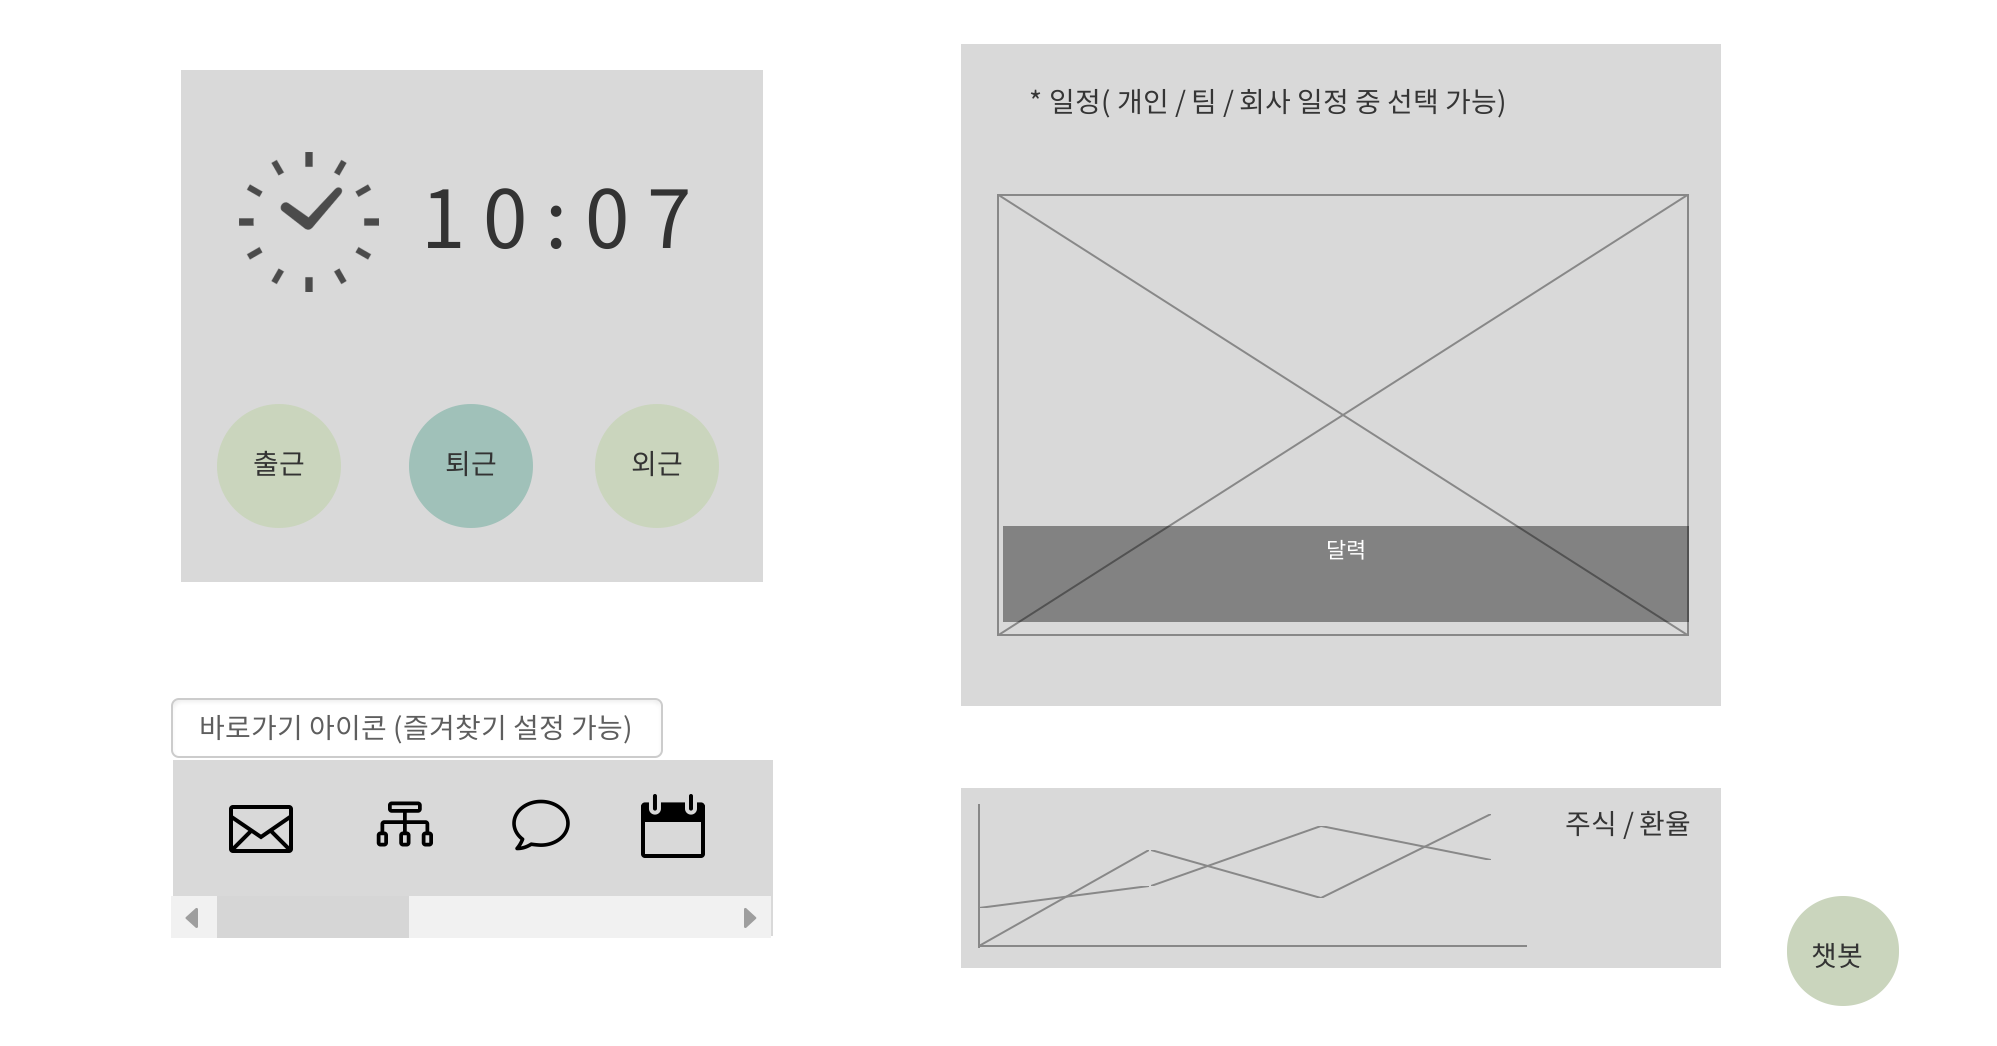 10:07
출근
퇴근
외근
바로가기 아이콘 (즐겨찾기 설정 가능)
* 일정( 개인 / 팀 / 회사 일정 중 선택 가능)
달력
주식 / 환율
챗봇